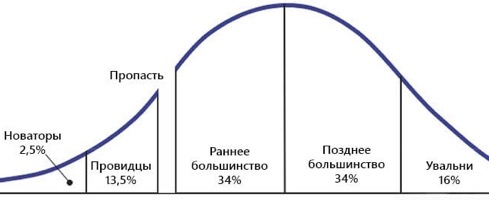 Пропасть
Новаторы
2,5%
Провидцы
13,5%
Раннее
большинство
34%
Позднее
большинство
34%
Увальни
16%